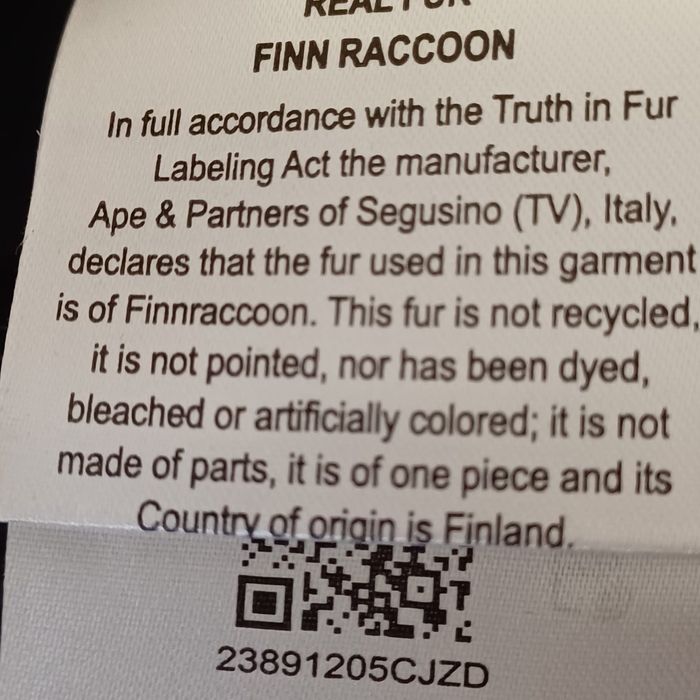 REAL FUR
FINN RACCOON
In full accordance with the Truth in Fur
Labeling Act the manufacturer,
Ape & Partners of Segusino (TV), Italy,
declares that the fur used in this garment
is of Finnraccoon. This fur is not recycled,
it is not pointed, nor has been dyed,
bleached or artificially colored; it is not
made of parts, it is of one piece and its
Country of origin is Finland.
23891205CJZD